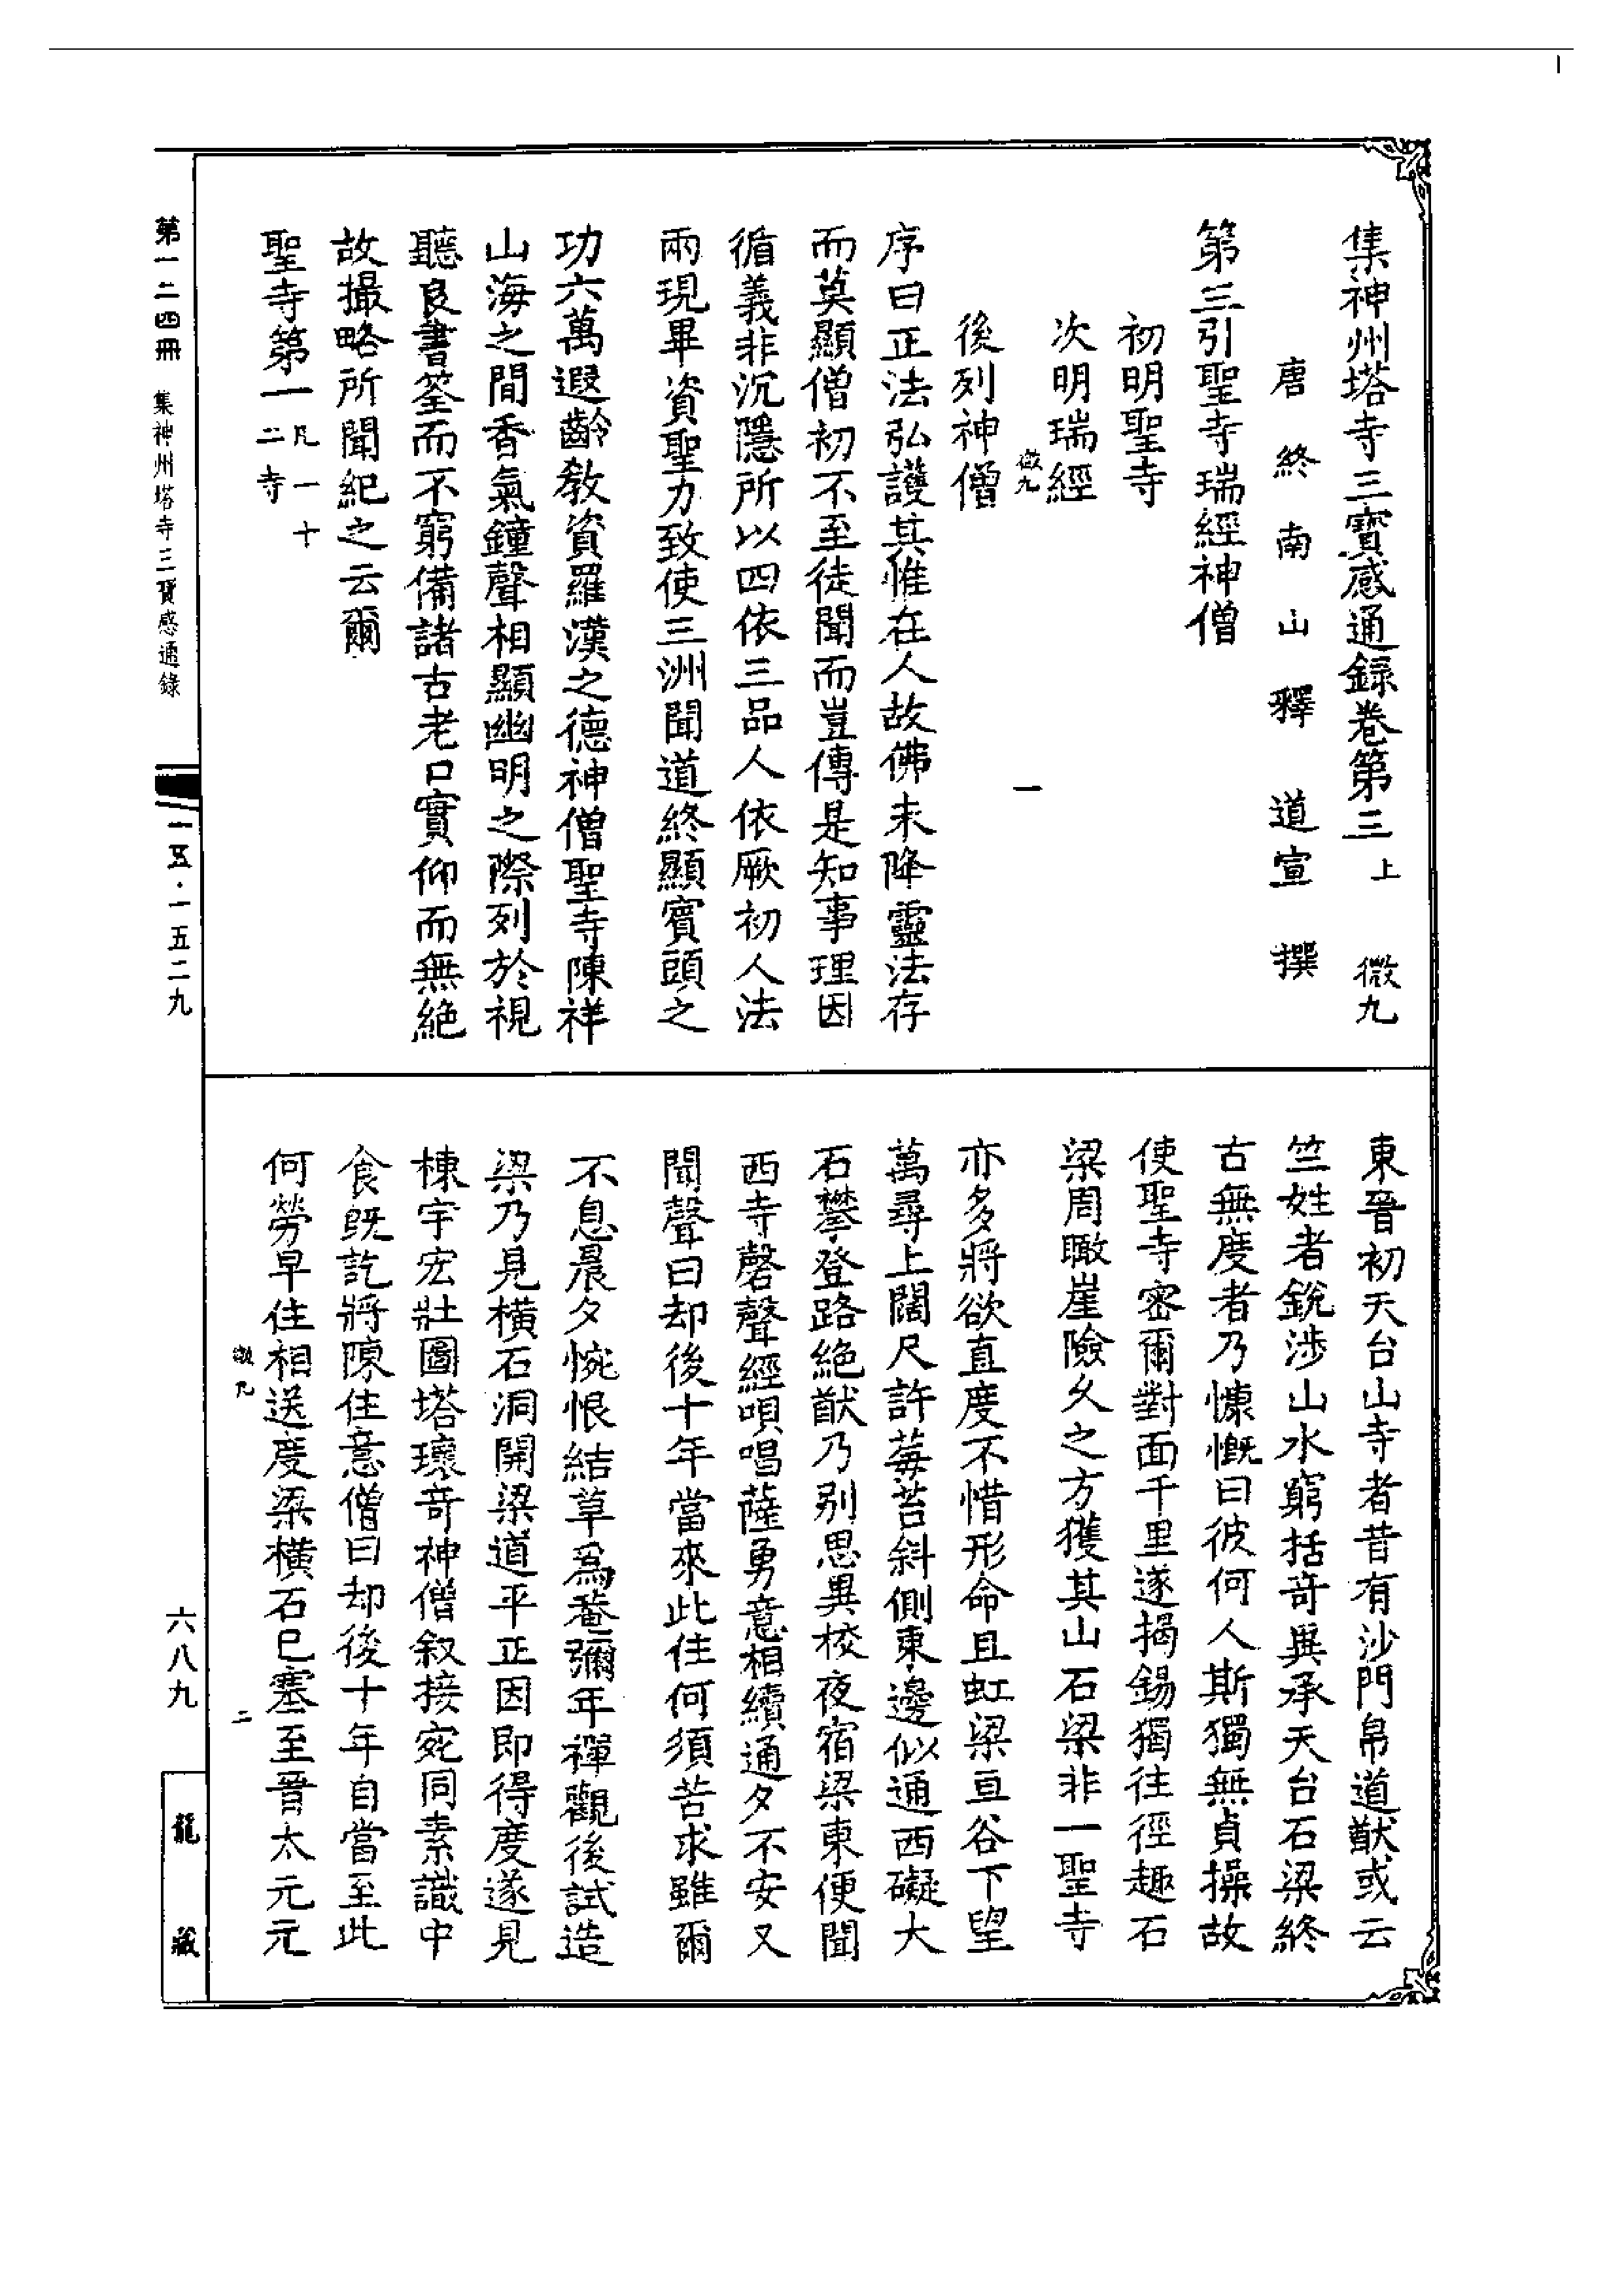 集神州塔寺三寶感通録卷第三上 微九
唐終南山釋道宣撰
第三引聖寺瑞經神僧
初明聖寺
次明瑞經
微九 一
後列神僧
序曰正法弘護其惟在人故佛未降靈法存
而莫顯僧初不至徒聞而豈傳是知事理因
循義非沉隱所以四依三品人依厥初人法
兩現畢資聖力致使三洲聞道終顯賓頭之
功六萬遐齡敎資羅漢之德神僧聖寺陳祥
山海之間香氣鐘聲相顯幽明之際列於視
聽良書筌而不窮備諸古老口實仰而無絶
故撮略所聞紀之云爾
聖寺第一凡一十二寺
東晉初天台山寺者昔有沙門帛道猷或云
竺姓者銳涉山水窮括竒異承天台石梁終
古無度者乃慷慨曰彼何人斯獨無貞操故
使聖寺密爾對面千里遂揭錫獨往徑趣石
梁周瞰崖險久之方獲其山石梁非一聖寺
亦多將欲直度不惜形命且虹梁亘谷下望
萬尋上闊尺許莓苔斜側東邊似通西礙大
石攀登路絶猷乃别思異校夜宿梁東便聞
西寺磬聲經唄唱薩勇意相續通夕不安又
聞聲曰却後十年當來此住何須苦求雖爾
不息晨夕惋恨結草爲菴彌年禪觀後試造
梁乃見橫石洞開梁道平正因即得度遂見
棟宇宏壯圖塔瓌竒神僧叙接宛同素識中
食旣訖將陳住意僧曰却後十年自當至此
何勞早住相送度梁橫石已塞至晉太元元
微九 二
第一二四冊 集神州塔寺三寶感通錄
一五·一五二九
六八九
龍藏